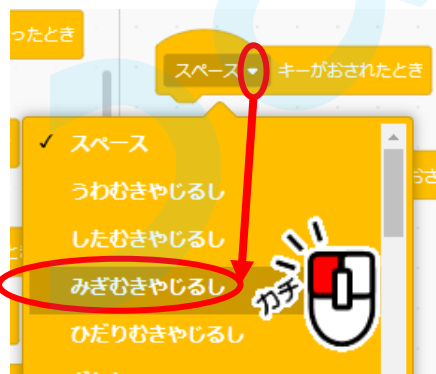 ったとき
スペース キーがおされたとき
✓ スペース
うわむきやじるし
したむきやじるし
おさ
みぎむきやじるし
カチ
ひだりむきやじるし